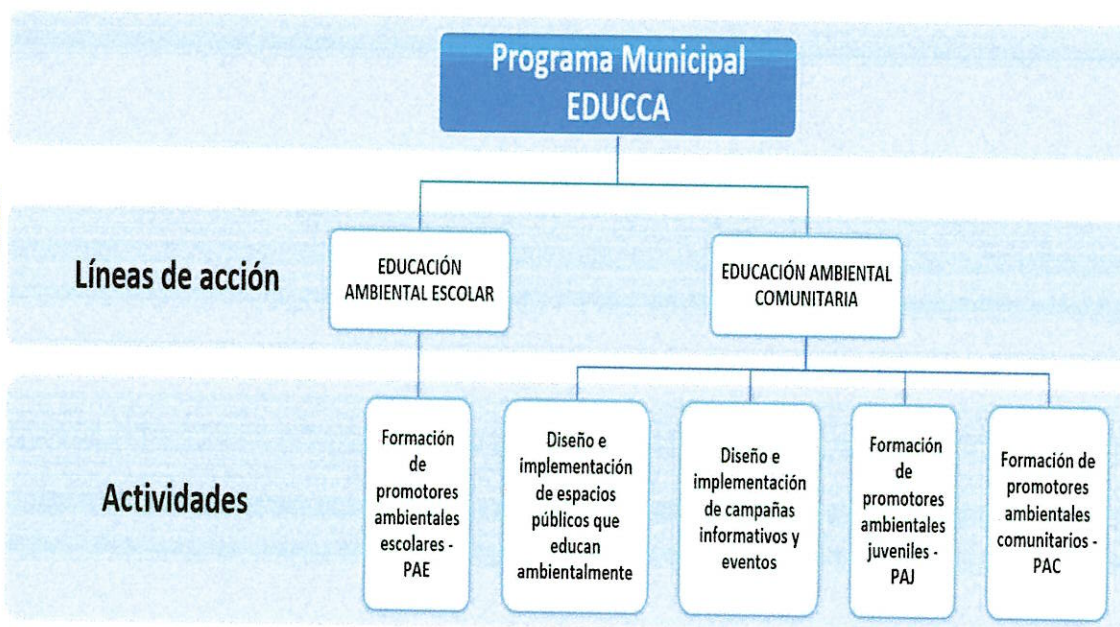 Programa Municipal
EDUCCA
Líneas de acción
EDUCACIÓN
AMBIENTAL ESCOLAR
EDUCACIÓN AMBIENTAL
COMUNITARIA
Actividades
Formación
de
promotores
ambientales
escolares -
PAE
Diseño e
implementación
de espacios
públicos que
educan
ambientalmente
Diseño e
implementación
de campañas
informativos y
eventos
Formación
de
promotores
ambientales
juveniles -
PAJ
Formación de
promotores
ambientales
comunitarios -
PAC